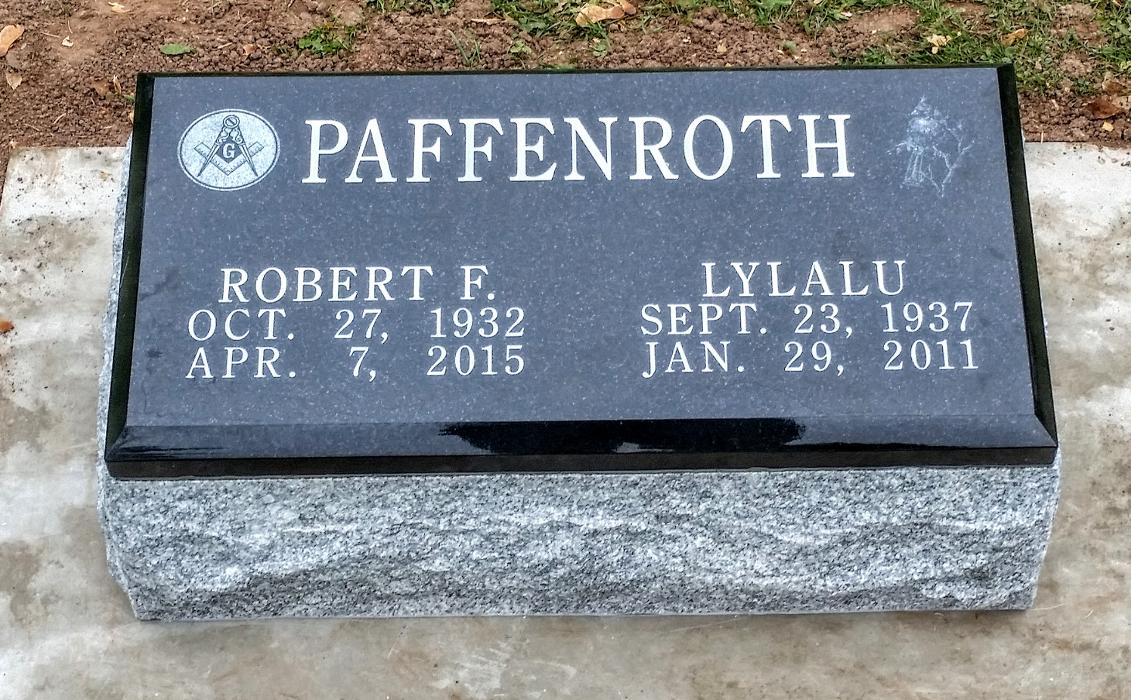 G PAFFENROTH
ROBERT F.
OCT. 27, 1932
APR. 7, 2015
LYLALU
SEPT. 23, 1937
JAN. 29, 2011